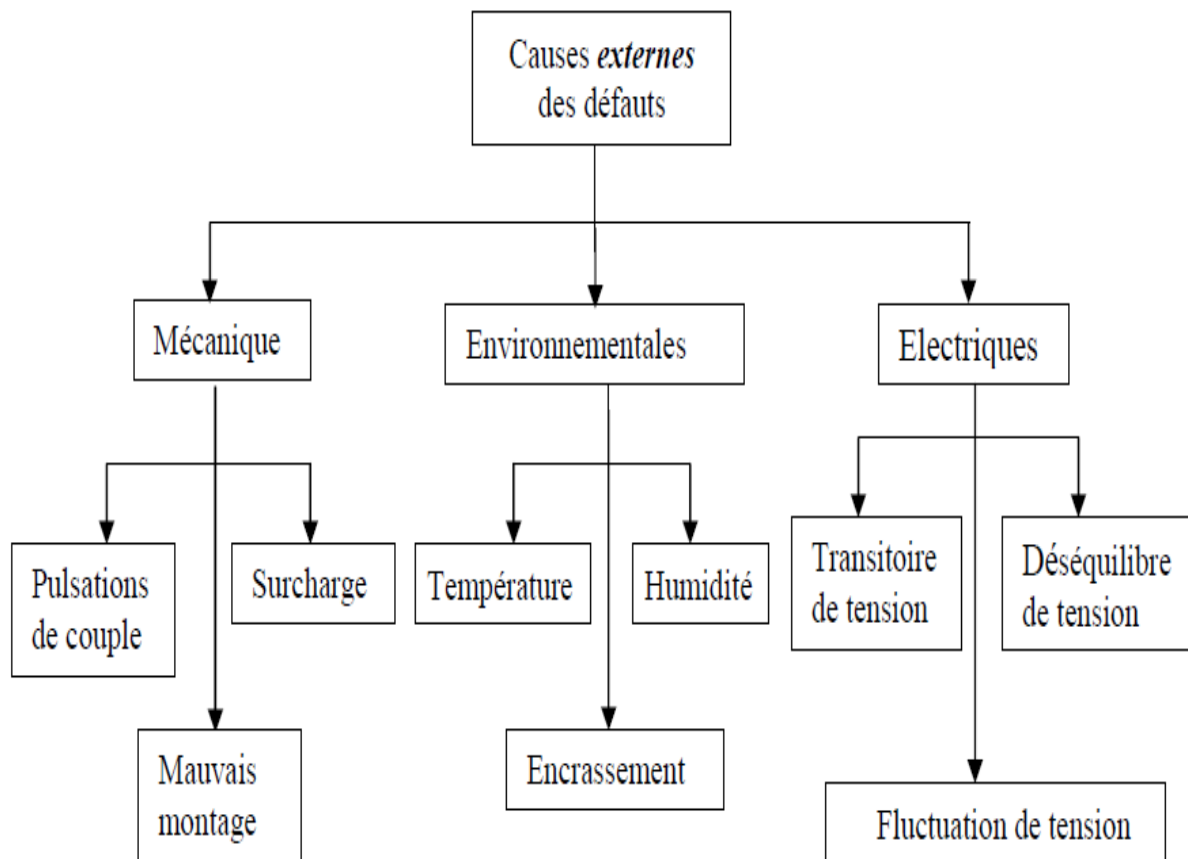 Causes externes
des défauts
Mécanique
Environnementales
Electriques
Pulsations
de couple
Surcharge
Température
Humidité
Transitoire
de tension
Déséquilibre
de tension
Mauvais
montage
Encrassement
Fluctuation de tension